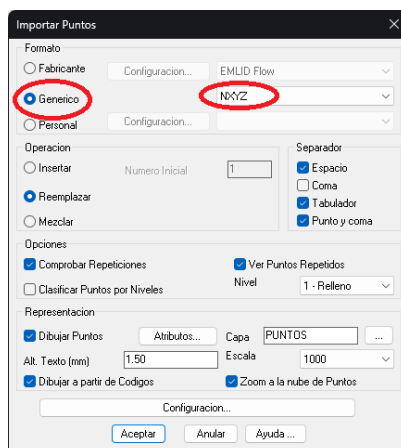 Importar Puntos
Formato
Fabricante Configuracion... EMLID Flow
Generico NXYZ
Personal Configuracion...
Operacion Separador
Insertar Numero Inicial 1 Espacio
Coma
Reemplazar Tabulador
Mezclar Punto y coma
Opciones
Comprobar Repeticiones Ver Puntos Repetidos
Clasificar Puntos por Niveles Nivel 1 - Relleno
Representacion
Dibujar Puntos Atributos... Capa PUNTOS ...
Alt. Texto (mm) 1.50 Escala 1000
Dibujar a partir de Codigos Zoom a la nube de Puntos
Configuracion...
Aceptar Anular Ayuda ...